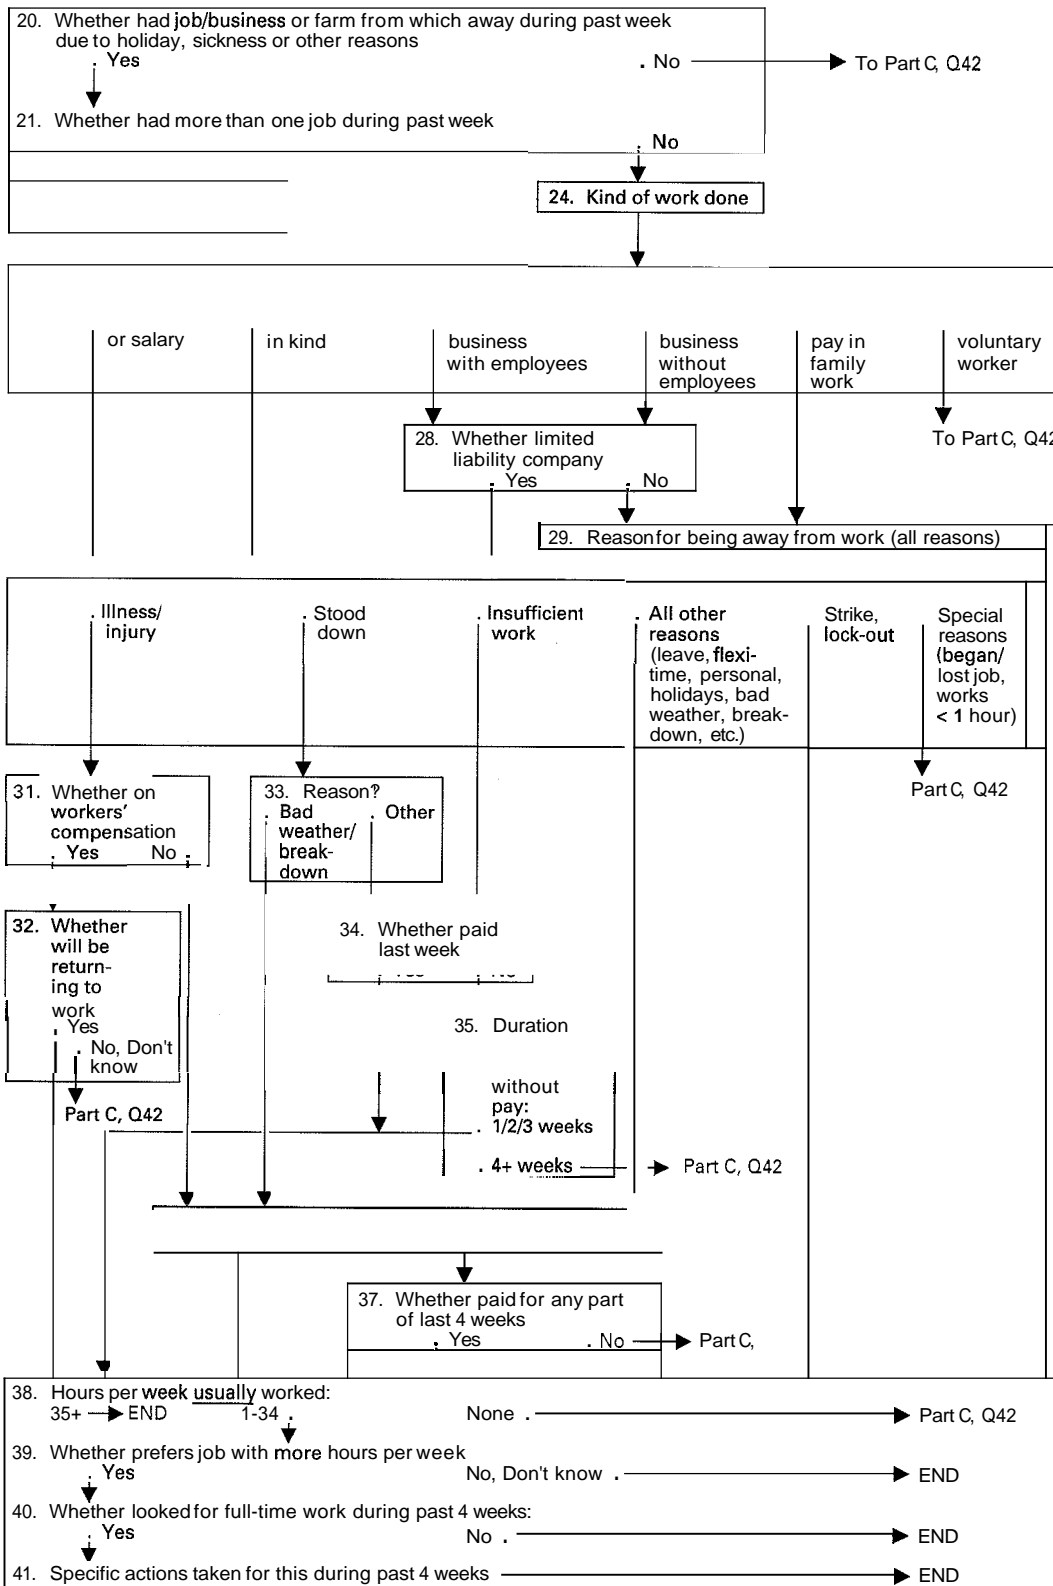 20. Whether had job/business or farm from which away during past week
due to holiday, sickness or other reasons
. Yes . No To Part C, Q42
21. Whether had more than one job during past week
. No
24. Kind of work done
or salary in kind business business pay in voluntary
with employees without family worker
employees work
28. Whether limited
liability company
. Yes . No
To Part C, Q42
29. Reason for being away from work (all reasons)
. Illness/ . Stood . Insufficient . All other Strike, Special
injury down work reasons lock-out reasons
(leave, flexi- (began/
time, personal, lost job,
holidays, bad works
weather, break- < 1 hour)
down, etc.)
31. Whether on
workers'
compensation
. Yes No .
33. Reason?
. Bad . Other
weather/
break-
down
Part C, Q42
32. Whether
will be
return-
ing to
work
. Yes
. No, Don't
know
Part C, Q42
34. Whether paid
last week
35. Duration
without
pay:
. 1/2/3 weeks
. 4+ weeks Part C, Q42
37. Whether paid for any part
of last 4 weeks
. Yes . No Part C,
38. Hours per week usually worked:
35+ END 1-34 . None . Part C, Q42
39. Whether prefers job with more hours per week
. Yes No, Don't know . END
40. Whether looked for full-time work during past 4 weeks:
. Yes No . END
41. Specific actions taken for this during past 4 weeks END